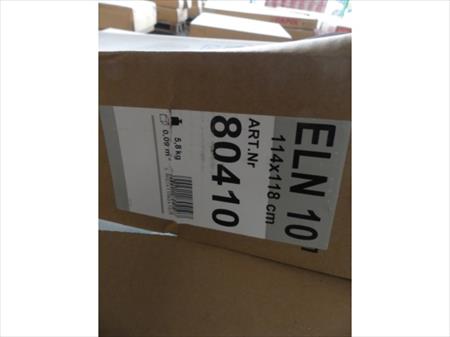 ELN 10
114x118 cm
ART.Nr
80410
5,8 kg
0,09 m³